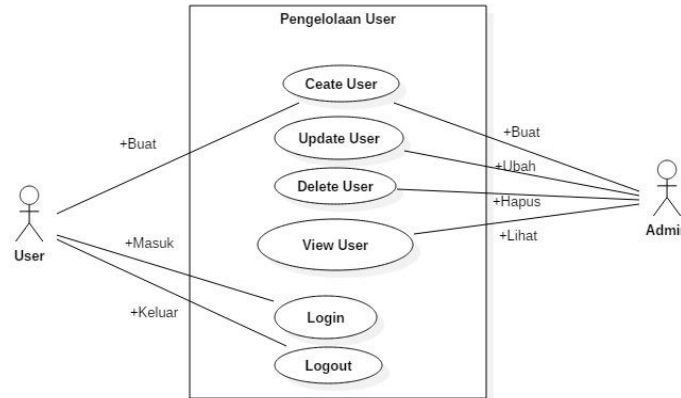 Pengelolaan User
Ceate User
+Buat
+Buat
Update User
+Ubah
Delete User
+Hapus
User
+Masuk
View User
+Lihat
Admin
+Keluar
Login
Logout